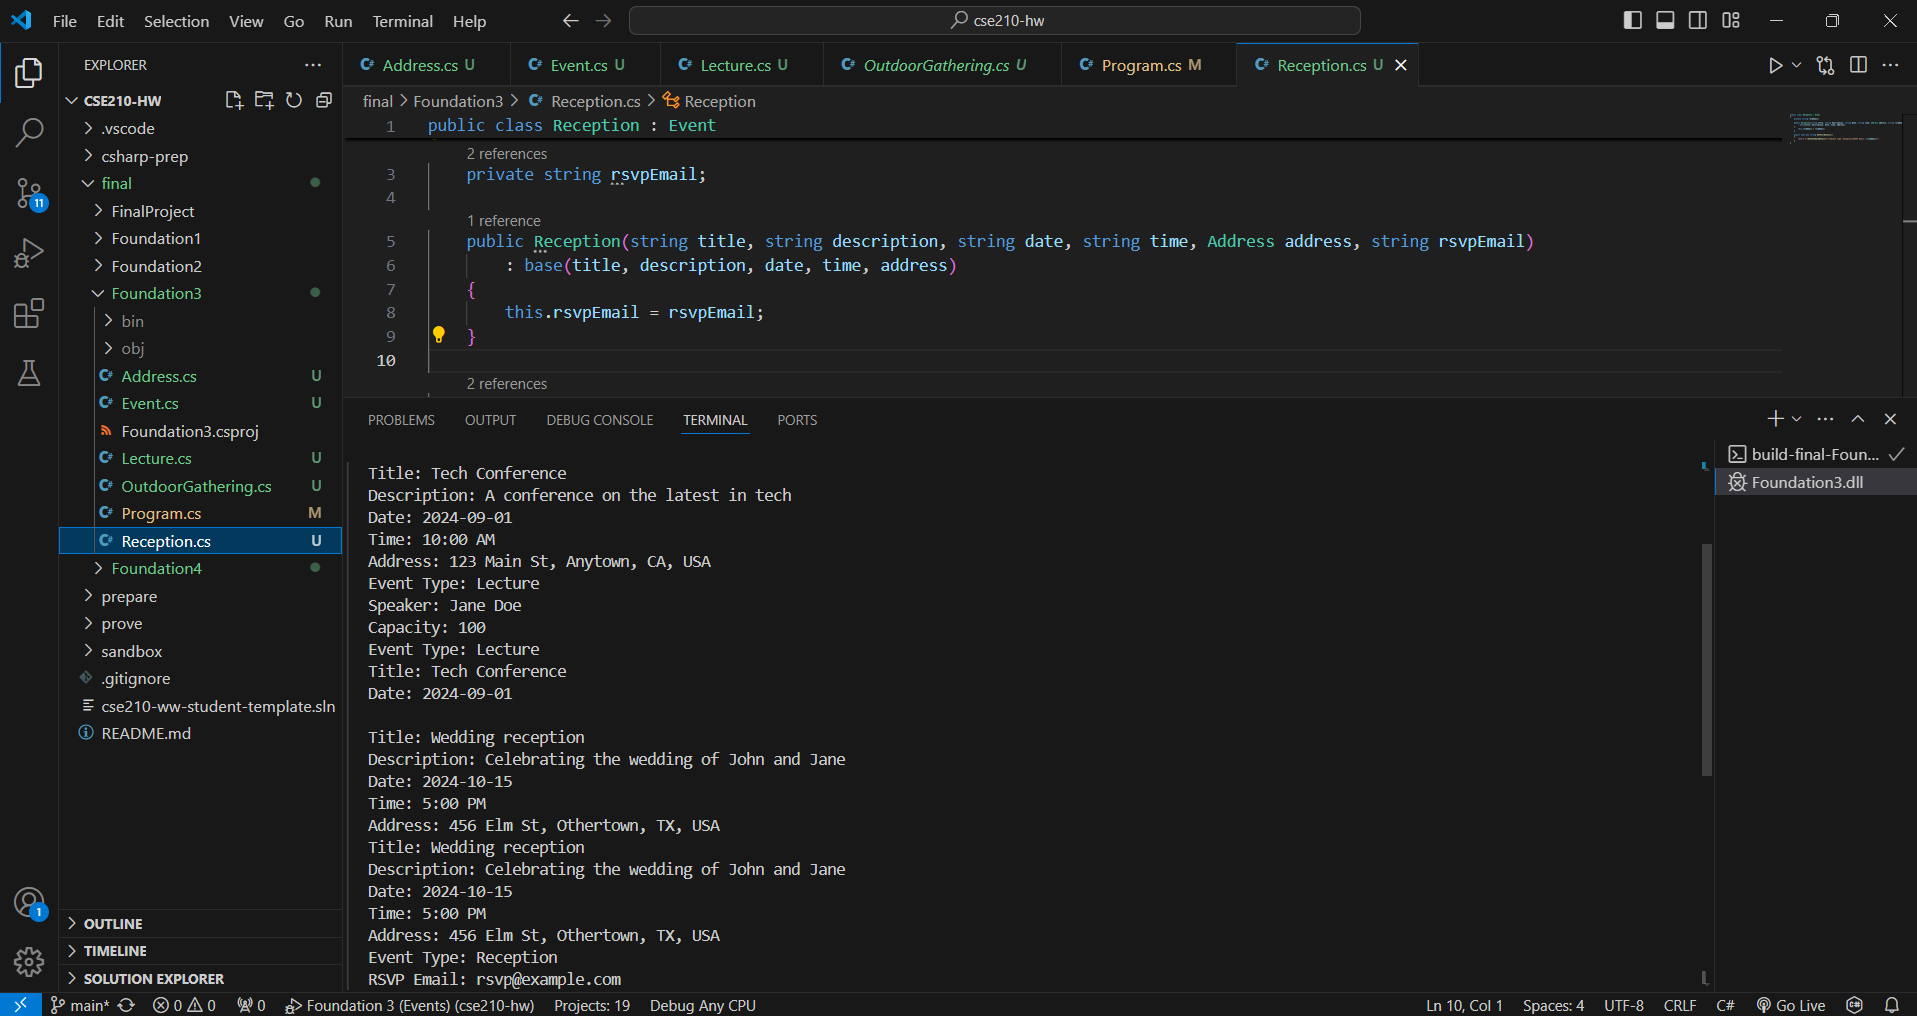 File Edit Selection View Go Run Terminal Help
cse210-hw
EXPLORER
CSE210-HW
.vscode
csharp-prep
final
FinalProject
Foundation1
Foundation2
Foundation3
bin
obj
C# Address.cs U
C# Event.cs U
Foundation3.csproj
C# Lecture.cs U
C# OutdoorGathering.cs U
C# Program.cs M
C# Reception.cs U
Foundation4
prepare
prove
sandbox
.gitignore
cse210-ww-student-template.sln
README.md
OUTLINE
TIMELINE
SOLUTION EXPLORER
11
1
C# Address.cs U C# Event.cs U C# Lecture.cs U C# OutdoorGathering.cs U C# Program.cs M C# Reception.cs U
final > Foundation3 > C# Reception.cs > Reception
1 public class Reception : Event
2 references
3 private string rsvpEmail;
4
1 reference
5 public Reception(string title, string description, string date, string time, Address address, string rsvpEmail)
6 : base(title, description, date, time, address)
7 {
8 this.rsvpEmail = rsvpEmail;
9 }
10
2 references
PROBLEMS OUTPUT DEBUG CONSOLE TERMINAL PORTS
Title: Tech Conference
Description: A conference on the latest in tech
Date: 2024-09-01
Time: 10:00 AM
Address: 123 Main St, Anytown, CA, USA
Event Type: Lecture
Speaker: Jane Doe
Capacity: 100
Event Type: Lecture
Title: Tech Conference
Date: 2024-09-01
Title: Wedding reception
Description: Celebrating the wedding of John and Jane
Date: 2024-10-15
Time: 5:00 PM
Address: 456 Elm St, Othertown, TX, USA
Title: Wedding reception
Description: Celebrating the wedding of John and Jane
Date: 2024-10-15
Time: 5:00 PM
Address: 456 Elm St, Othertown, TX, USA
Event Type: Reception
RSVP Email: rsvp@example.com
build-final-Foun...
Foundation3.dll
main* 0 0 0 Foundation 3 (Events) (cse210-hw) Projects: 19 Debug Any CPU Ln 10, Col 1 Spaces: 4 UTF-8 CRLF C# Go Live